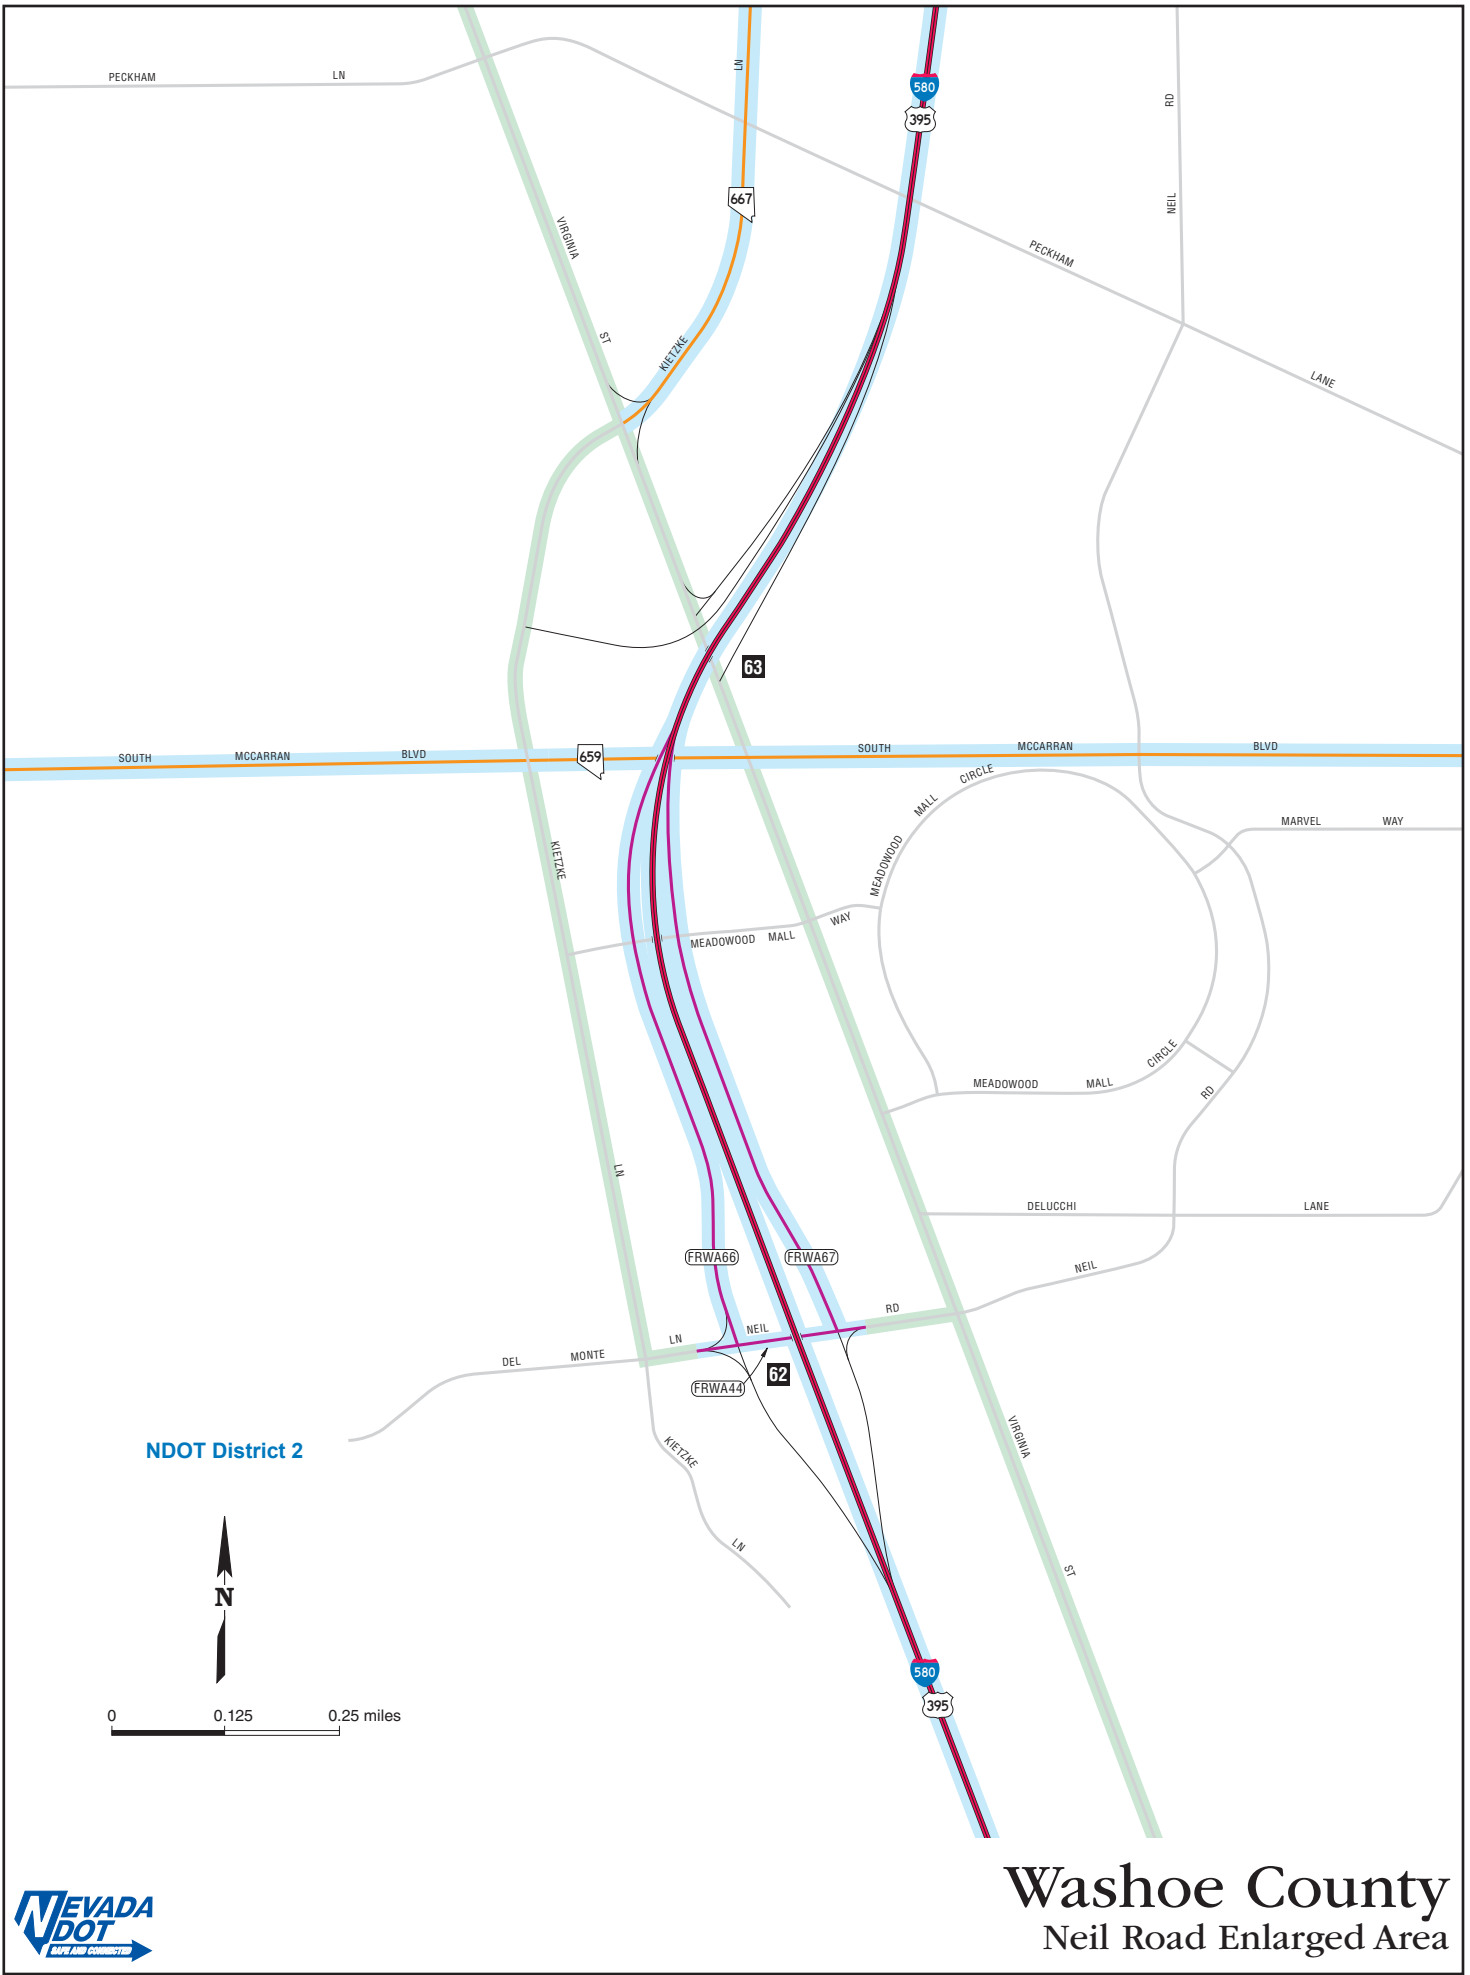 PECKHAM LN
LN
580
395
RD
667
NEIL
VIRGINIA
PECKHAM
ST
KIETZKE
LANE
63
SOUTH MCCARRAN BLVD
659
SOUTH MCCARRAN BLVD
MEADOWOOD MALL CIRCLE
MARVEL WAY
KIETZKE
MEADOWOOD MALL WAY
MEADOWOOD MALL CIRCLE
RD
LN
DELUCCHI LANE
FRWA66
FRWA67
NEIL
RD
NEIL
DEL MONTE LN
62
FRWA44
VIRGINIA
KIETZKE
NDOT District 2
LN
ST
N
580
395
0 0.125 0.25 miles
Washoe County
Neil Road Enlarged Area
NEVADA
DOT
SAFE AND CONNECTED